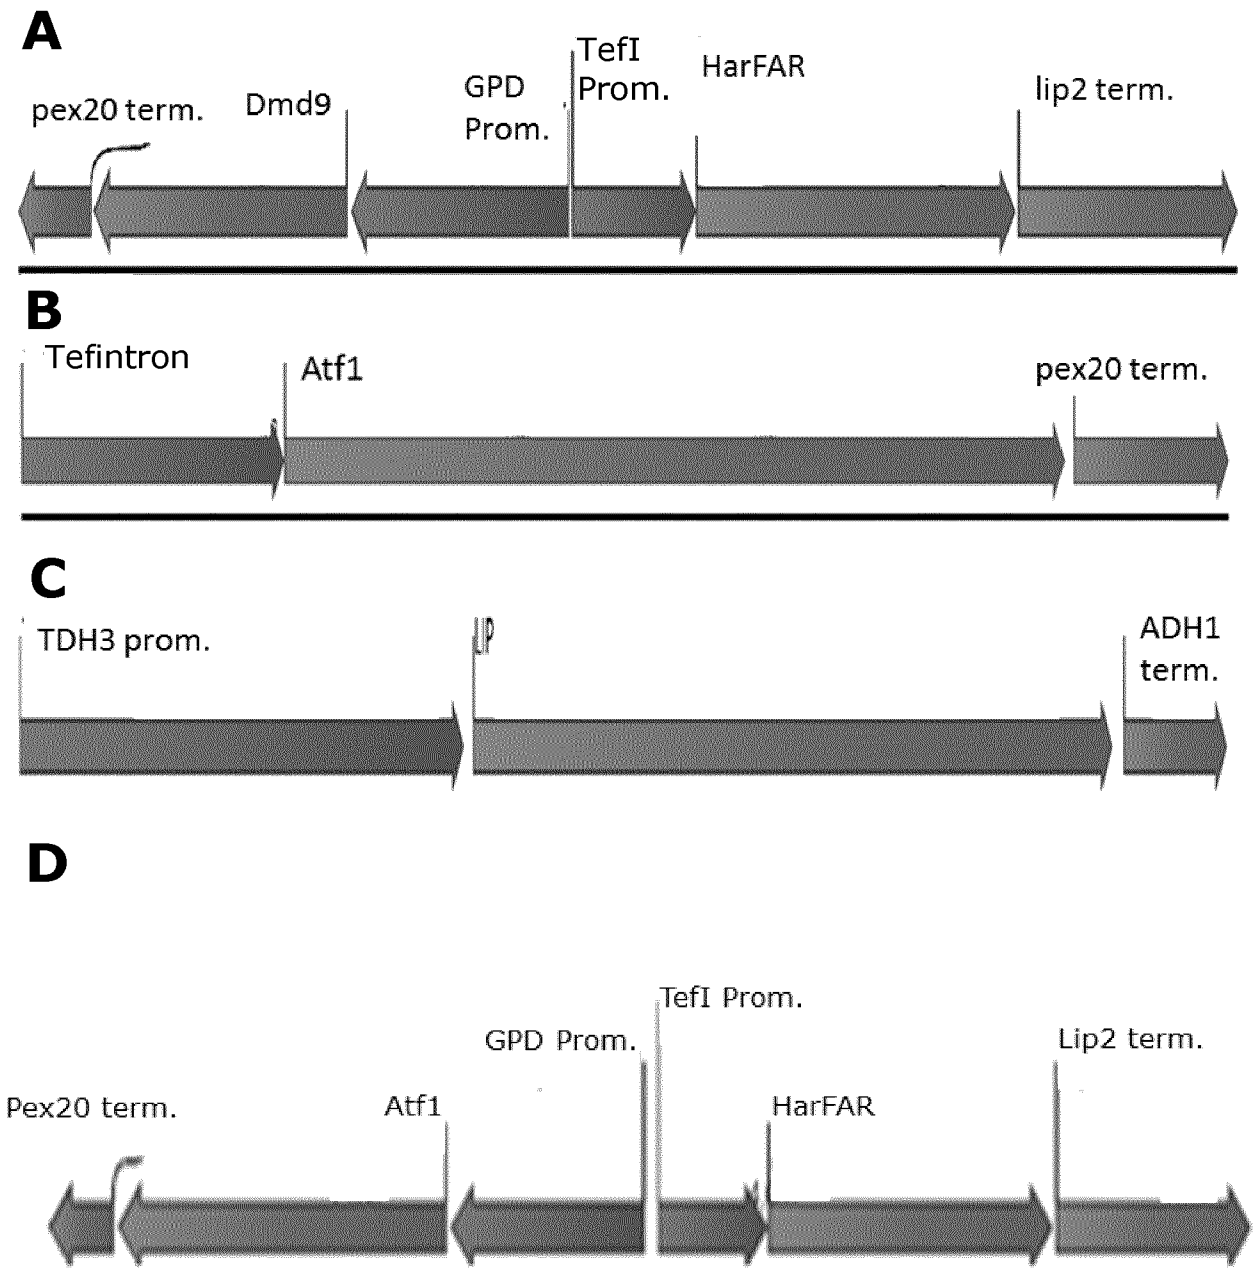 A
pex20 term.
Dmd9
GPD
Prom.
TefI
Prom.
HarFAR
lip2 term.
B
Tefintron
Atf1
pex20 term.
C
TDH3 prom.
LIP
ADH1
term.
D
Pex20 term.
Atf1
GPD Prom.
TefI Prom.
HarFAR
Lip2 term.